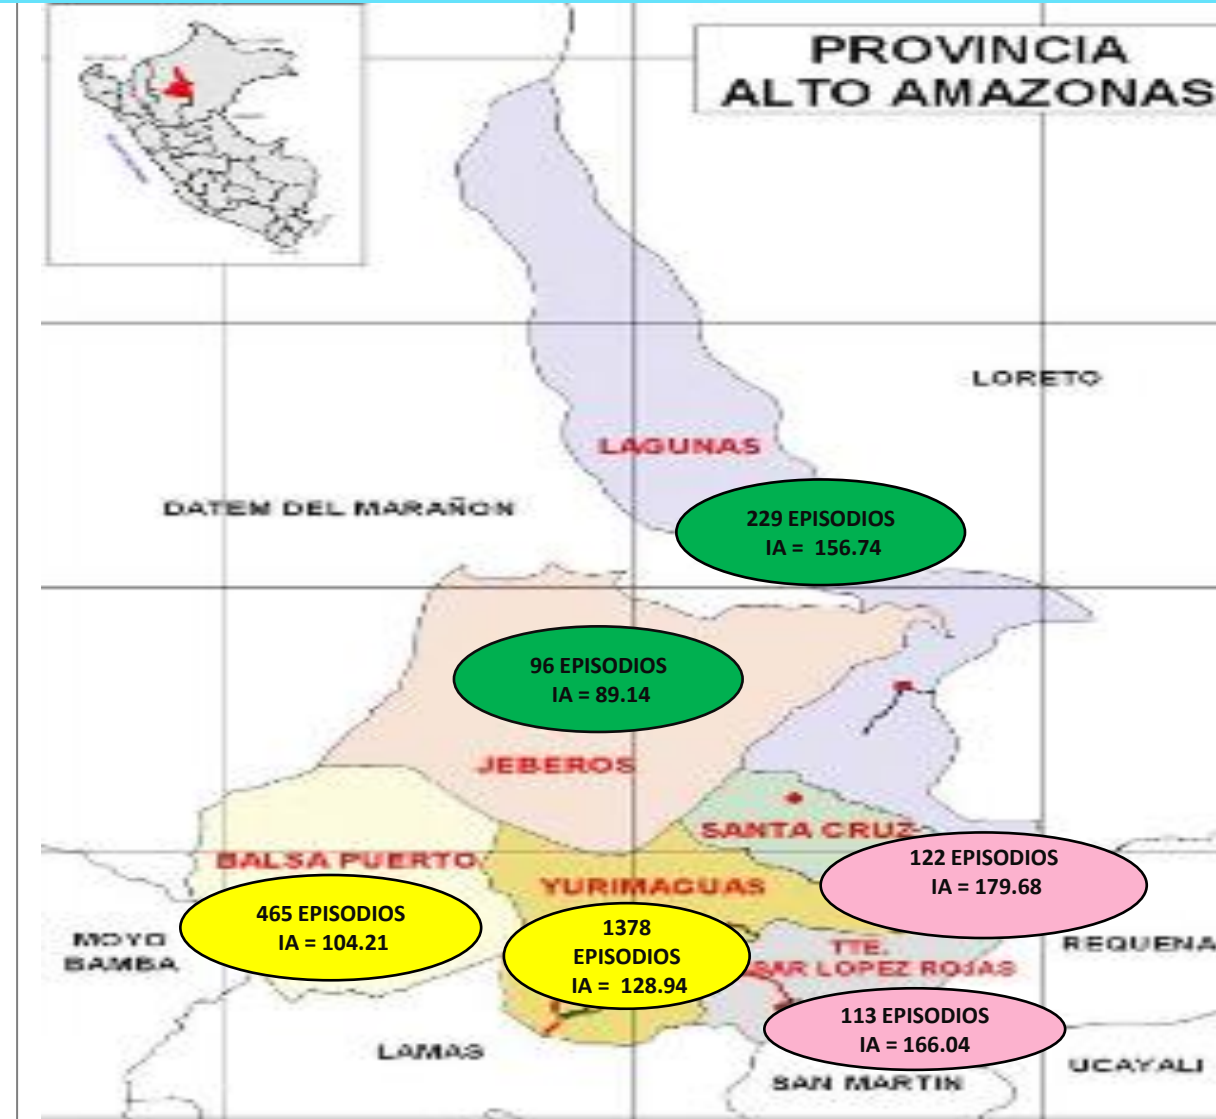 PROVINCIA
ALTO AMAZONAS
LORETO
LAGUNAS
DATEM DEL MARAÑON
229 EPISODIOS
IA =  156.74
96 EPISODIOS
IA = 89.14
JEBEROS
SANTA CRUZ
BALSA PUERTO
YURIMAGUAS
122 EPISODIOS
IA = 179.68
465 EPISODIOS
IA = 104.21
1378
EPISODIOS
IA =  128.94
MOYO
BAMBA
TTE.
SAR LOPEZ ROJAS
REQUENA
113 EPISODIOS
IA = 166.04
LAMAS
SAN MARTIN
UCAYALI